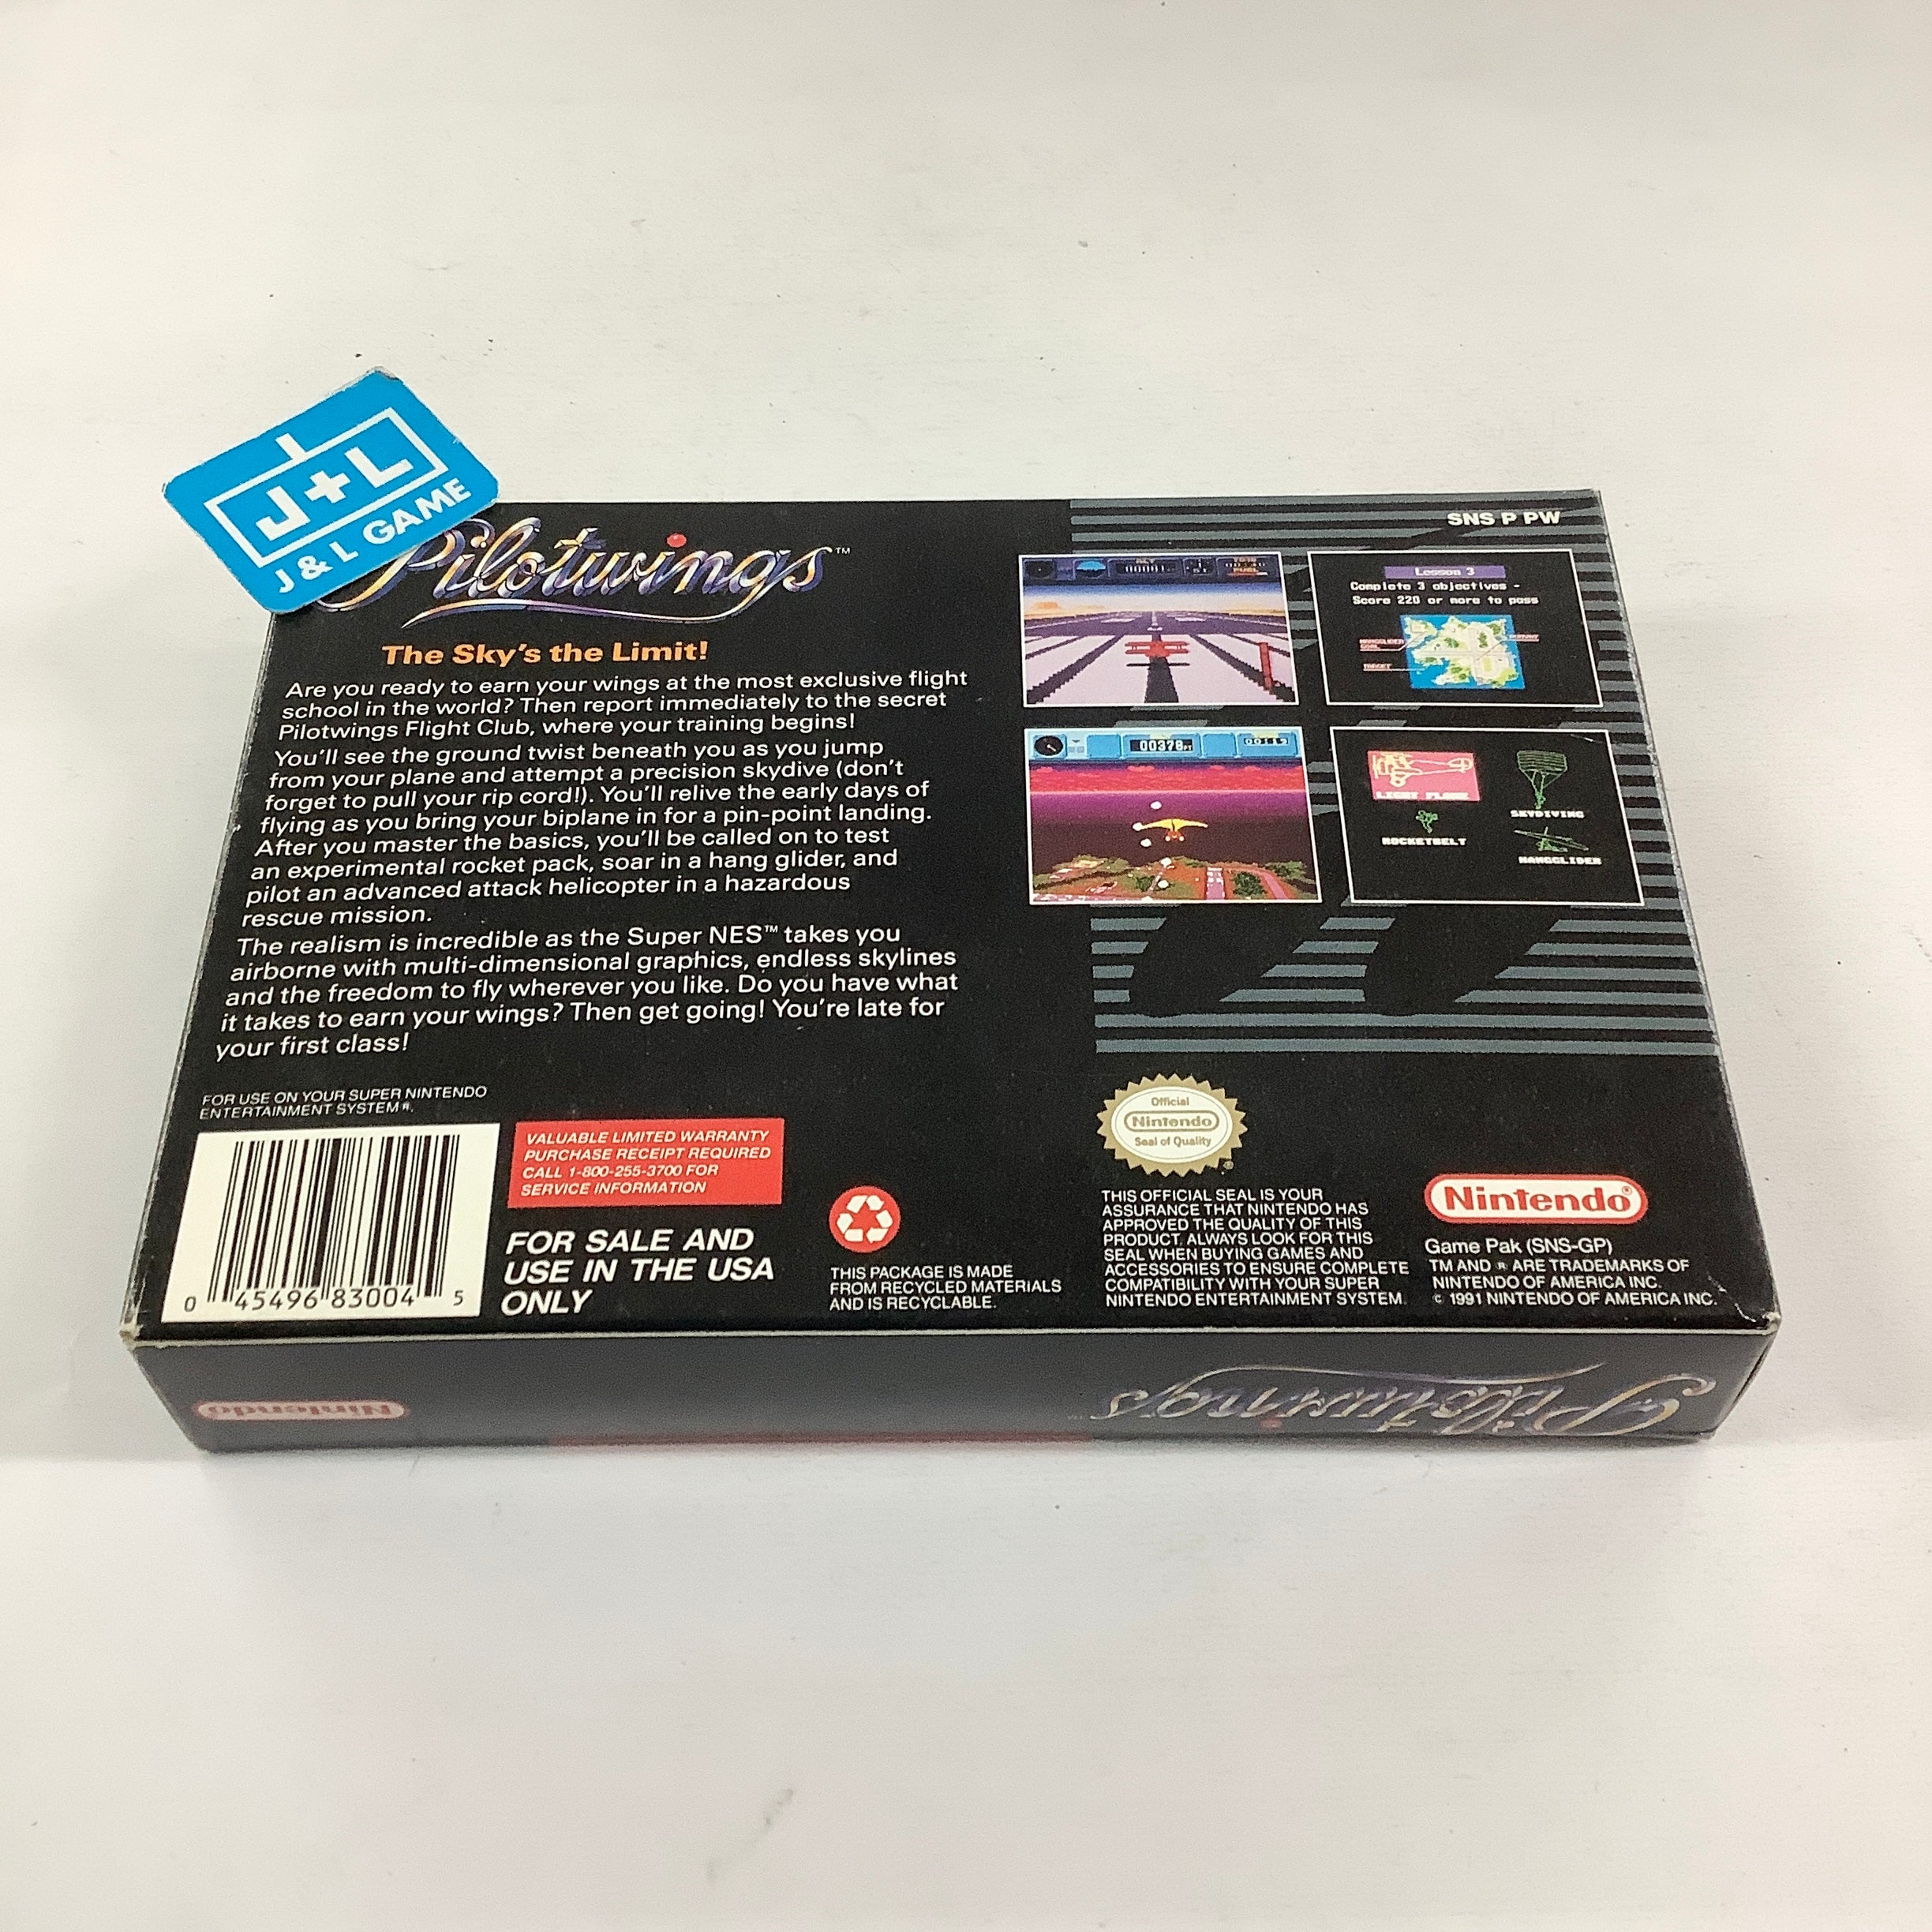 J+L
J & L GAME
Pilotwings™
The Sky's the Limit!
Are you ready to earn your wings at the most exclusive flight
school in the world? Then report immediately to the secret
Pilotwings Flight Club, where your training begins!
You'll see the ground twist beneath you as you jump
from your plane and attempt a precision skydive (don't
forget to pull your rip cord!). You'll relive the early days of
flying as you bring your biplane in for a pin-point landing.
After you master the basics, you'll be called on to test
an experimental rocket pack, soar in a hang glider, and
pilot an advanced attack helicopter in a hazardous
rescue mission.
The realism is incredible as the Super NES™ takes you
airborne with multi-dimensional graphics, endless skylines
and the freedom to fly wherever you like. Do you have what
it takes to earn your wings? Then get going! You're late for
your first class!
FOR USE ON YOUR SUPER NINTENDO
ENTERTAINMENT SYSTEM®.
0 45496 83004 5
VALUABLE LIMITED WARRANTY
PURCHASE RECEIPT REQUIRED
CALL 1-800-255-3700 FOR
SERVICE INFORMATION
FOR SALE AND
USE IN THE USA
ONLY
THIS PACKAGE IS MADE
FROM RECYCLED MATERIALS
AND IS RECYCLABLE.
SNS P PW
ALT
FUEL
Lesson 3
Complete 3 objectives -
Score 220 or more to pass
HANGGLIDER
GOAL
TARGET
00378FT
LIGHT PLANE
SKYDIVING
ROCKETBELT
HANGGLIDER
Official
Nintendo
Seal of Quality
®
THIS OFFICIAL SEAL IS YOUR
ASSURANCE THAT NINTENDO HAS
APPROVED THE QUALITY OF THIS
PRODUCT. ALWAYS LOOK FOR THIS
SEAL WHEN BUYING GAMES AND
ACCESSORIES TO ENSURE COMPLETE
COMPATIBILITY WITH YOUR SUPER
NINTENDO ENTERTAINMENT SYSTEM.
Nintendo®
Game Pak (SNS-GP)
TM AND ® ARE TRADEMARKS OF
NINTENDO OF AMERICA INC.
© 1991 NINTENDO OF AMERICA INC.
Nintendo
Pilotwings™